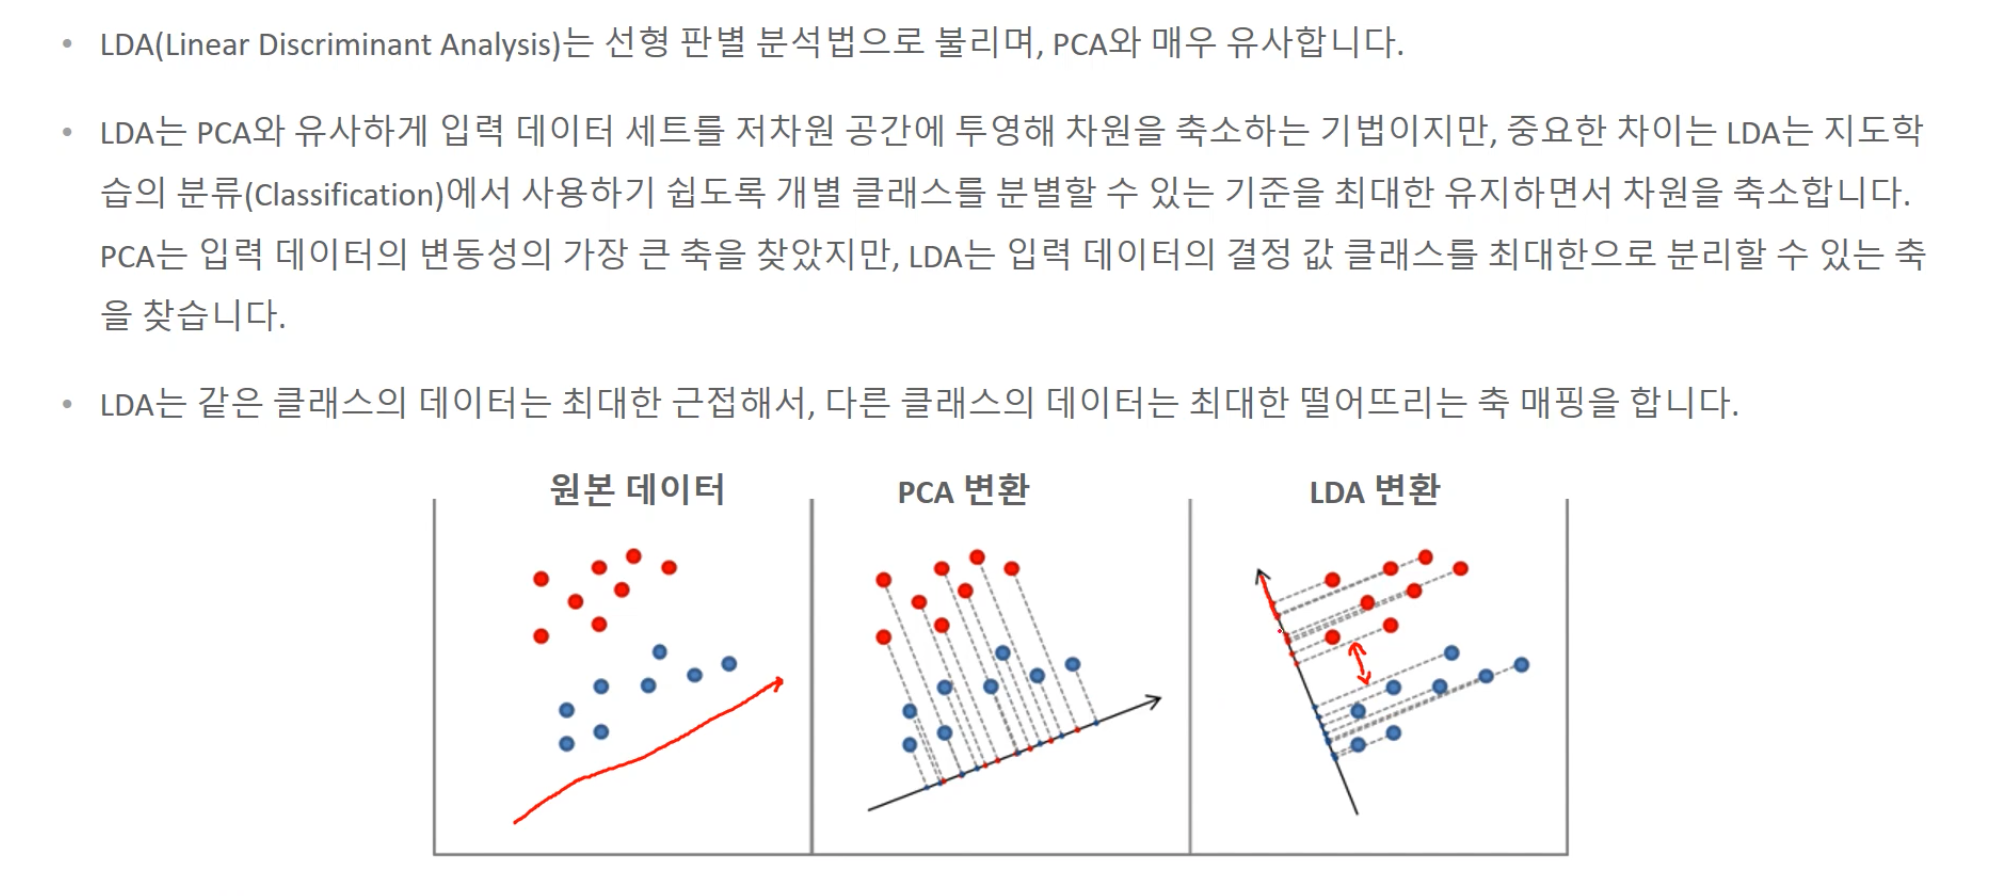 • LDA(Linear Discriminant Analysis)는 선형 판별 분석법으로 불리며, PCA와 매우 유사합니다.
• LDA는 PCA와 유사하게 입력 데이터 세트를 저차원 공간에 투영해 차원을 축소하는 기법이지만, 중요한 차이는 LDA는 지도학
습의 분류(Classification)에서 사용하기 쉽도록 개별 클래스를 분별할 수 있는 기준을 최대한 유지하면서 차원을 축소합니다.
PCA는 입력 데이터의 변동성의 가장 큰 축을 찾았지만, LDA는 입력 데이터의 결정 값 클래스를 최대한으로 분리할 수 있는 축
을 찾습니다.
• LDA는 같은 클래스의 데이터는 최대한 근접해서, 다른 클래스의 데이터는 최대한 떨어뜨리는 축 매핑을 합니다.
원본 데이터
PCA 변환
LDA 변환